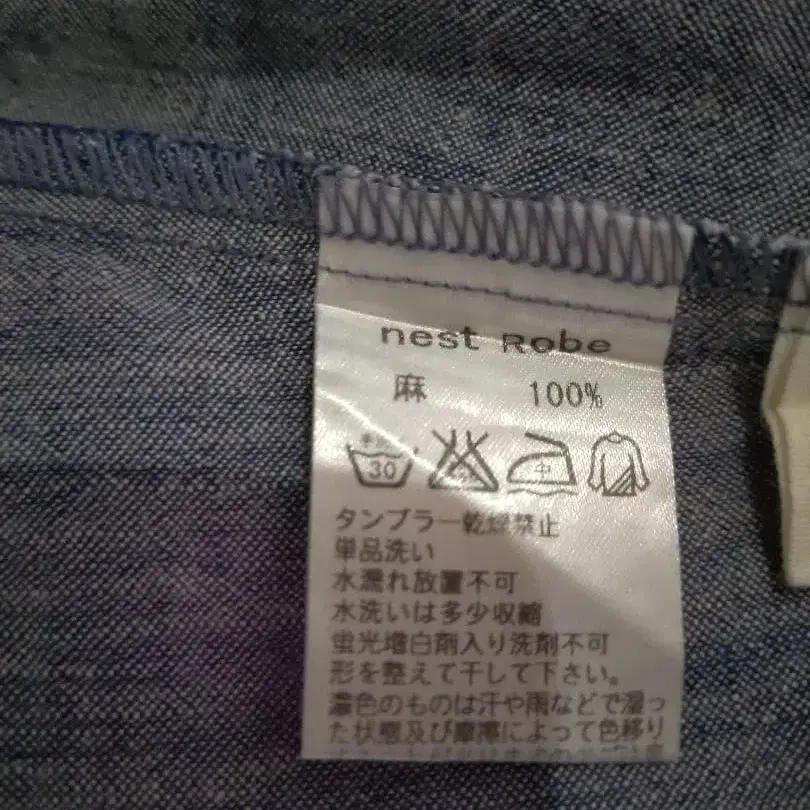 nest Robe
麻 100%
30 中
タンブラー乾燥禁止
単品洗い
水濡れ放置不可
水洗いは多少収縮
蛍光増白剤入り洗剤不可
形を整えて干して下さい。
濃色のものは汗や雨などで湿っ
た状態及び摩擦によって色移り